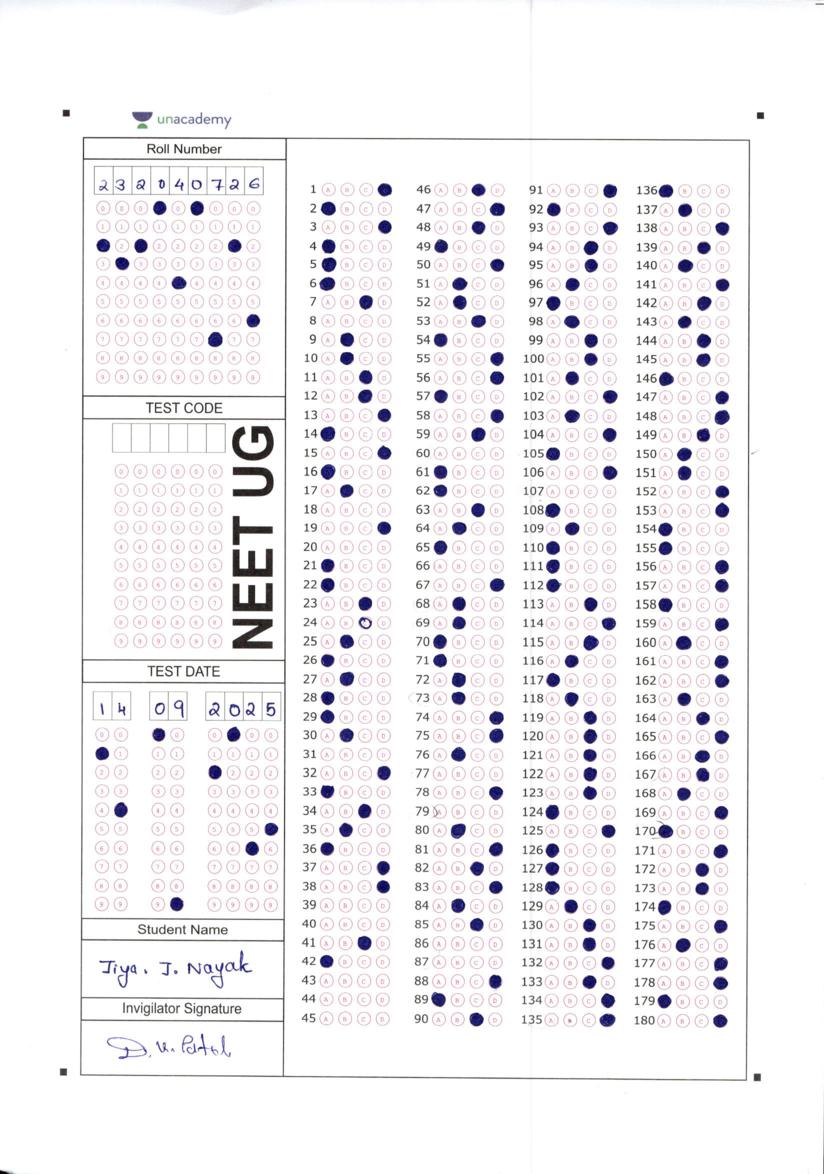 unacademy
Roll Number
2 3 2 0 4 0 7 2 6
TEST CODE
NEET UG
TEST DATE
1 4 0 9 2 0 2 5
Student Name
Jiya. J. Nayak
Invigilator Signature
1 A B C
2 B C D
3 A B C
4 B C D
5 B C D
6 B C D
7 A B D
8 A B C D
9 A C D
10 A C D
11 A B D
12 A B D
13 A B C
14 B C D
15 A B C
16 B C D
17 A C D
18 A B C D
19 A B C
20 A B C D
21 B C D
22 B C D
23 A B D
24 A B D
25 A C D
26 B C D
27 A C D
28 B C D
29 B C D
30 A C D
31 A B C D
32 A B C
33 B C D
34 A B D
35 A C D
36 B C D
37 A B C
38 A B C
39 A B C D
40 A B C D
41 A B D
42 B C D
43 A B C D
44 A B C D
45 A B C D
46 A B D
47 A B C
48 A B D
49 B C D
50 A B C
51 A C D
52 A C D
53 A B D
54 B C D
55 A B C
56 A B C
57 B C D
58 A B C
59 A B D
60 A B C D
61 B C D
62 B C D
63 A B D
64 A C D
65 B C D
66 A B C D
67 A B C
68 A C D
69 A C D
70 B C D
71 B C D
72 A C D
73 A C D
74 A B C
75 A B C
76 A C D
77 A B C D
78 A B C
79 B C D
80 A C D
81 A B C
82 A B D
83 A B C
84 A C D
85 A B D
86 A B C D
87 A B C D
88 A B C
89 B C D
90 A B D
91 A B C
92 B C D
93 A B C
94 A B D
95 A B D
96 A C D
97 B C D
98 A C D
99 A B D
100 A B D
101 A C D
102 A B C
103 A C D
104 A B C
105 B C D
106 A B C
107 A B C D
108 B C D
109 A C D
110 B C D
111 B C D
112 B C D
113 A B D
114 A B C
115 A B D
116 A C D
117 B C D
118 A C D
119 A B D
120 A B D
121 A B D
122 A B D
123 A B D
124 B C D
125 A B C
126 B C D
127 B C D
128 B C D
129 A C D
130 A B D
131 A B D
132 A B C
133 A B D
134 A B C
135 A B C
136 B C D
137 A C D
138 A B C
139 A B D
140 A C D
141 A B C
142 A B D
143 A C D
144 A B D
145 A B D
146 B C D
147 A B C
148 A B C
149 A B D
150 A C D
151 A C D
152 A B C
153 A B C
154 B C D
155 B C D
156 A B C
157 A B C
158 B C D
159 A B C
160 A C D
161 A B C
162 A B C
163 A C D
164 A B D
165 A B C
166 A B D
167 A B D
168 A C D
169 A B C
170 B C D
171 A B C
172 A B D
173 A B D
174 B C D
175 A B C
176 A C D
177 A B C
178 A B C
179 B C D
180 A B C